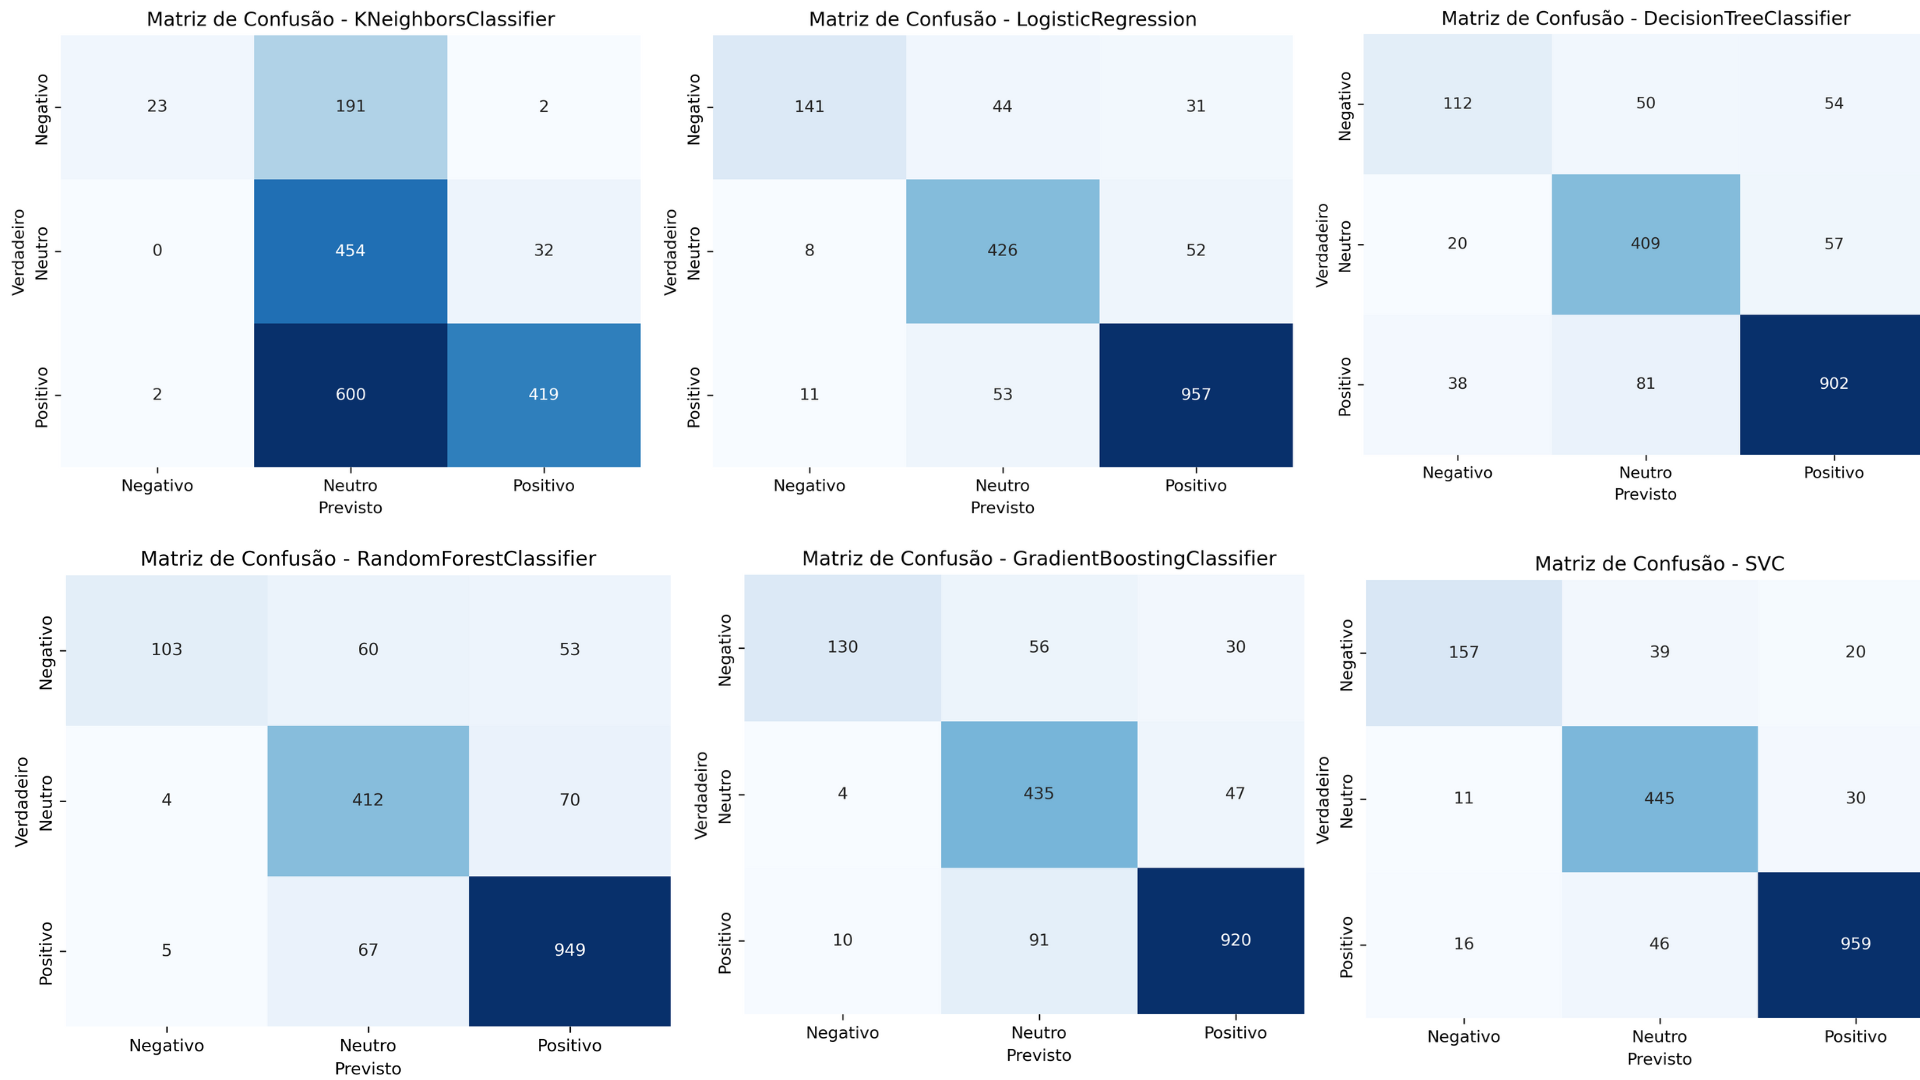 Matriz de Confusão - KNeighborsClassifier
Verdadeiro
Negativo
23 191 2
Neutro
0 454 32
Positivo
2 600 419
Negativo Neutro Positivo
Previsto
Matriz de Confusão - LogisticRegression
Verdadeiro
Negativo
141 44 31
Neutro
8 426 52
Positivo
11 53 957
Negativo Neutro Positivo
Previsto
Matriz de Confusão - DecisionTreeClassifier
Verdadeiro
Negativo
112 50 54
Neutro
20 409 57
Positivo
38 81 902
Negativo Neutro Positivo
Previsto
Matriz de Confusão - RandomForestClassifier
Verdadeiro
Negativo
103 60 53
Neutro
4 412 70
Positivo
5 67 949
Negativo Neutro Positivo
Previsto
Matriz de Confusão - GradientBoostingClassifier
Verdadeiro
Negativo
130 56 30
Neutro
4 435 47
Positivo
10 91 920
Negativo Neutro Positivo
Previsto
Matriz de Confusão - SVC
Verdadeiro
Negativo
157 39 20
Neutro
11 445 30
Positivo
16 46 959
Negativo Neutro Positivo
Previsto